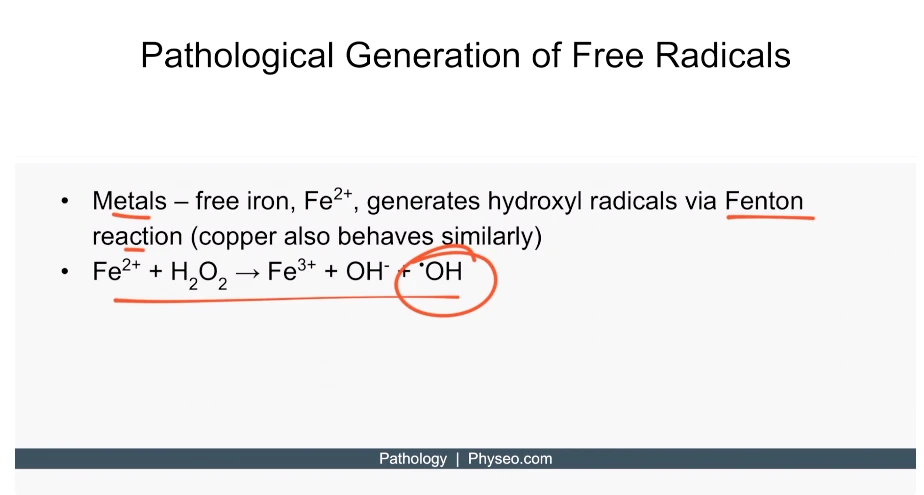 Pathological Generation of Free Radicals
• Metals – free iron, Fe²⁺, generates hydroxyl radicals via Fenton
reaction (copper also behaves similarly)
• Fe²⁺ + H₂O₂ → Fe³⁺ + OH⁻ + •OH
Pathology | Physeo.com